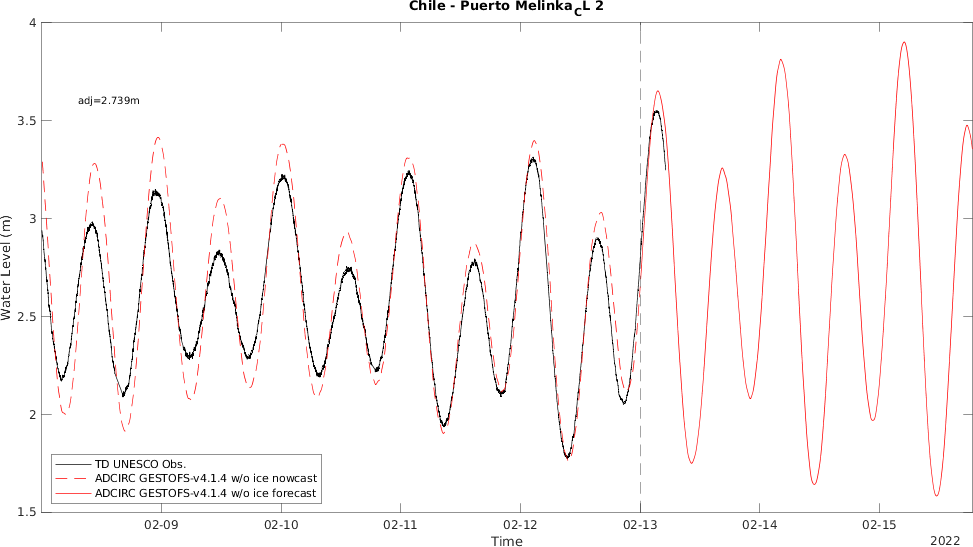 Chile - Puerto MelinkaCL 2
4
3.5
3
2.5
2
1.5
Water Level (m)
adj=2.739m
TD UNESCO Obs.
ADCIRC GESTOFS-v4.1.4 w/o ice nowcast
ADCIRC GESTOFS-v4.1.4 w/o ice forecast
02-09 02-10 02-11 02-12 02-13 02-14 02-15
Time
2022